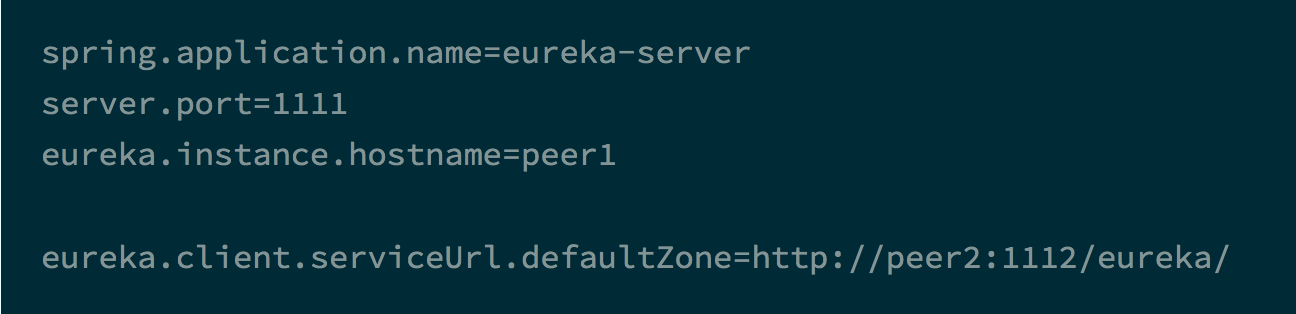 spring.application.name=eureka-server
server.port=1111
eureka.instance.hostname=peer1
eureka.client.serviceUrl.defaultZone=http://peer2:1112/eureka/